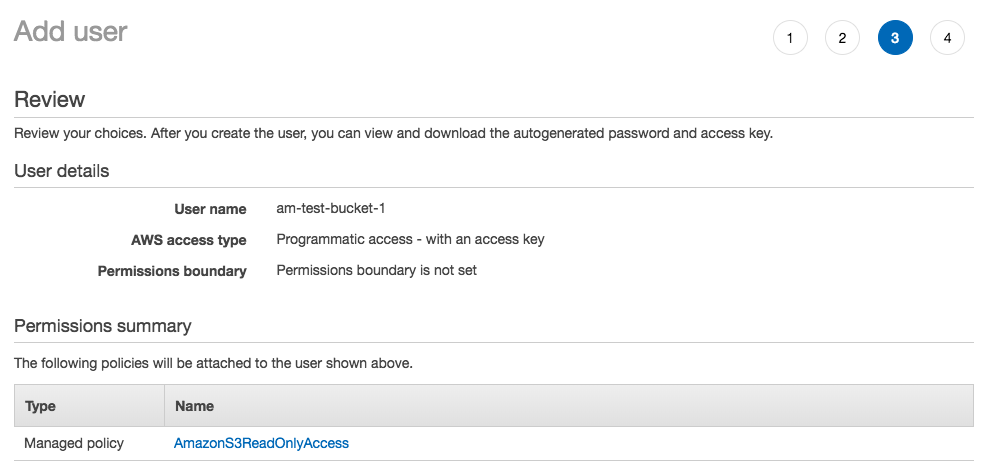 Add user
1 2 3 4
Review
Review your choices. After you create the user, you can view and download the autogenerated password and access key.
User details
User name am-test-bucket-1
AWS access type Programmatic access - with an access key
Permissions boundary Permissions boundary is not set
Permissions summary
The following policies will be attached to the user shown above.
Type Name
Managed policy AmazonS3ReadOnlyAccess